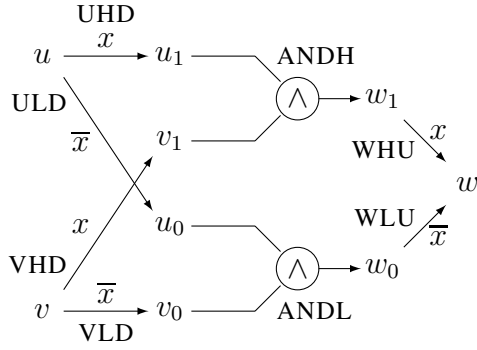 UHD
x
u u₁ ANDH
ULD ∧ w₁
x̅ x
v₁ WHU
w
x WLU
u₀ x̅
VHD ∧ w₀
x̅
v v₀ ANDL
VLD